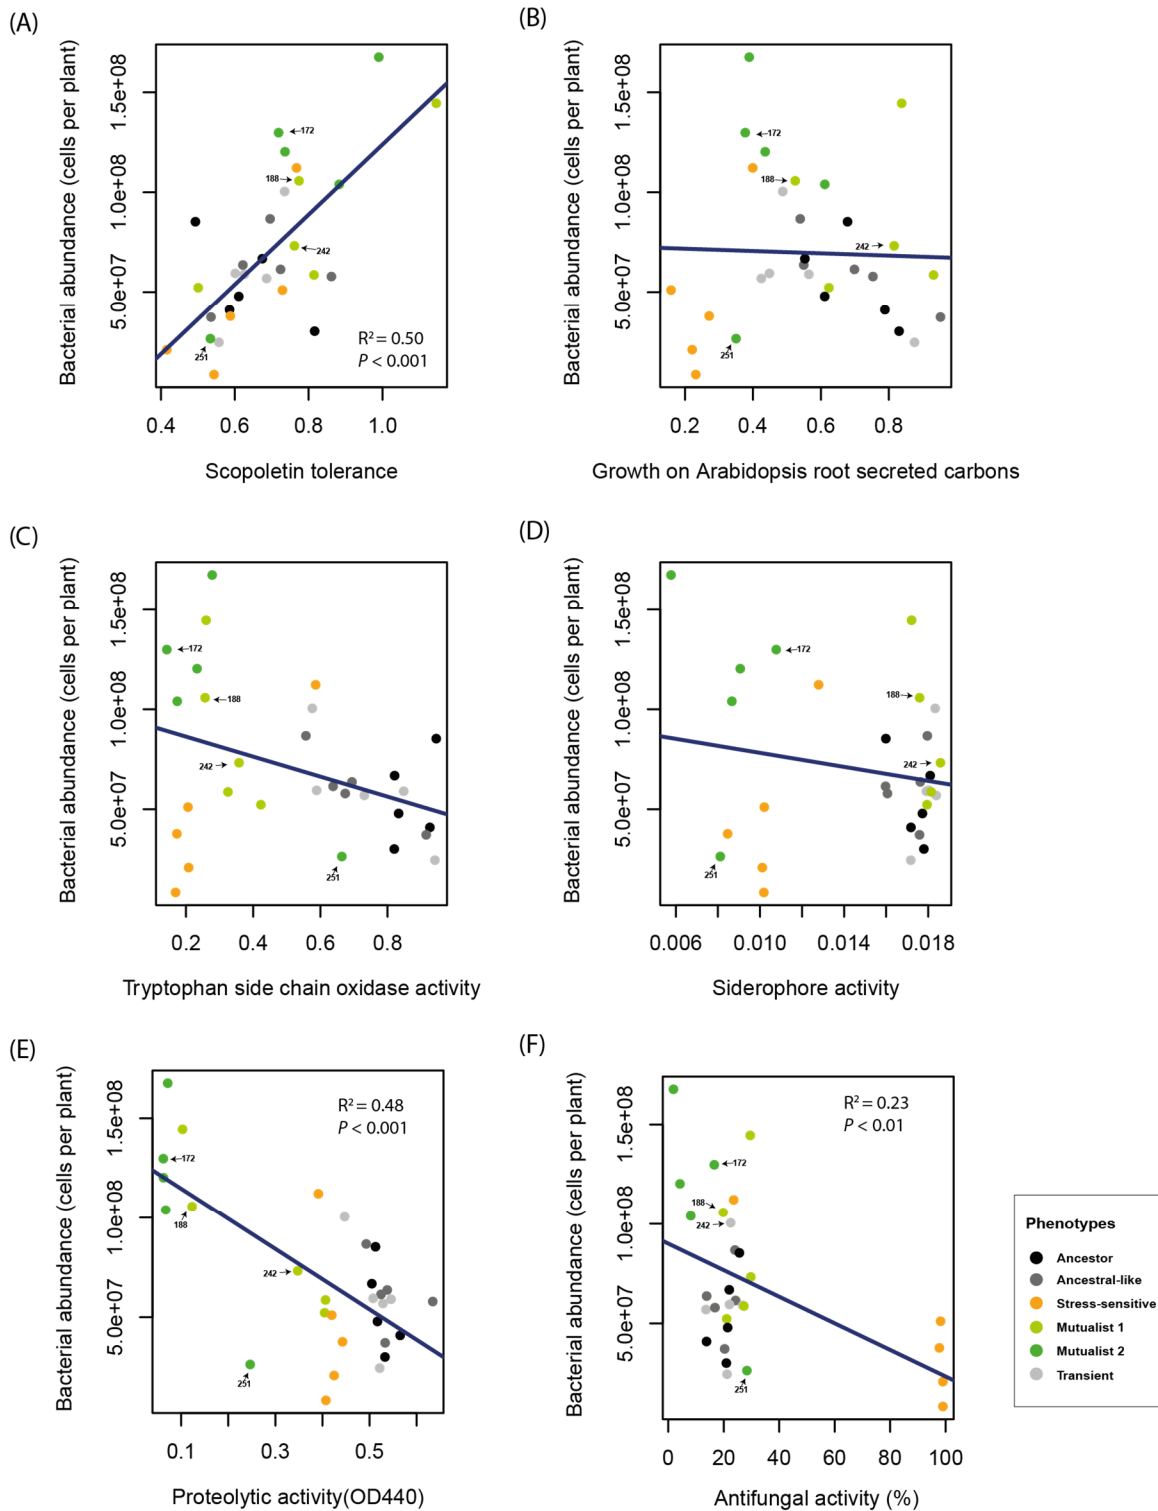 (A)
Bacterial abundance (cells per plant)
1.5e+08
1.0e+08
5.0e+07
172
188
242
251
R² = 0.50
P < 0.001
0.4 0.6 0.8 1.0
Scopoletin tolerance
(B)
Bacterial abundance (cells per plant)
1.5e+08
1.0e+08
5.0e+07
172
188
242
251
0.2 0.4 0.6 0.8
Growth on Arabidopsis root secreted carbons
(C)
Bacterial abundance (cells per plant)
1.5e+08
1.0e+08
5.0e+07
172
188
242
251
0.2 0.4 0.6 0.8
Tryptophan side chain oxidase activity
(D)
Bacterial abundance (cells per plant)
1.5e+08
1.0e+08
5.0e+07
172
188
242
251
0.006 0.010 0.014 0.018
Siderophore activity
(E)
Bacterial abundance (cells per plant)
1.5e+08
1.0e+08
5.0e+07
R² = 0.48
P < 0.001
172
188
242
251
0.1 0.3 0.5
Proteolytic activity(OD440)
(F)
Bacterial abundance (cells per plant)
1.5e+08
1.0e+08
5.0e+07
R² = 0.23
P < 0.01
172
188
242
251
0 20 40 60 80 100
Antifungal activity (%)
Phenotypes
Ancestor
Ancestral-like
Stress-sensitive
Mutualist 1
Mutualist 2
Transient